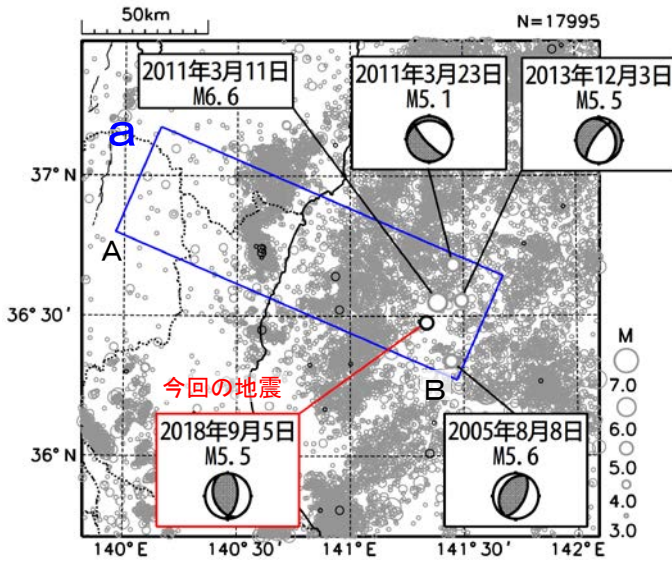 50km
N=17995
2011年3月11日
M6.6
2011年3月23日
M5.1
2013年12月3日
M5.5
a
37°N
A
36°30′
M
今回の地震
B
7.0
2018年9月5日
M5.5
2005年8月8日
M5.6
6.0
36°N
5.0
4.0
3.0
140°E
140°30′
141°E
141°30′
142°E